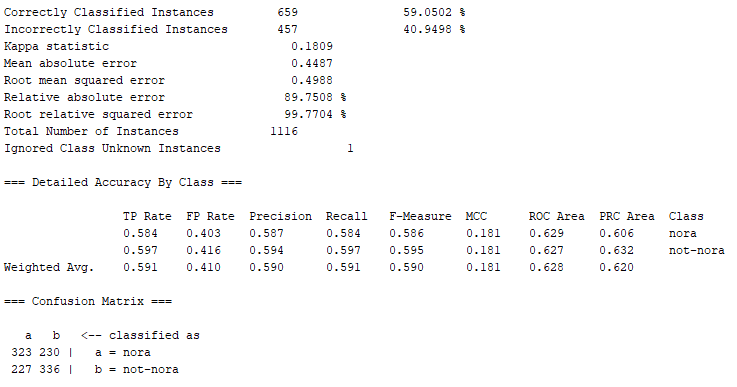 Correctly Classified Instances         659               59.0502 %
Incorrectly Classified Instances       457               40.9498 %
Kappa statistic                          0.1809
Mean absolute error                      0.4487
Root mean squared error                  0.4988
Relative absolute error                 89.7508 %
Root relative squared error             99.7704 %
Total Number of Instances             1116
Ignored Class Unknown Instances                  1
=== Detailed Accuracy By Class ===
                 TP Rate  FP Rate  Precision  Recall   F-Measure  MCC      ROC Area  PRC Area  Class
                 0.584    0.403    0.587      0.584    0.586      0.181    0.629     0.606     nora
                 0.597    0.416    0.594      0.597    0.595      0.181    0.627     0.632     not-nora
Weighted Avg.    0.591    0.410    0.590      0.591    0.590      0.181    0.628     0.620
=== Confusion Matrix ===
   a   b   <-- classified as
 323 230 |   a = nora
 227 336 |   b = not-nora